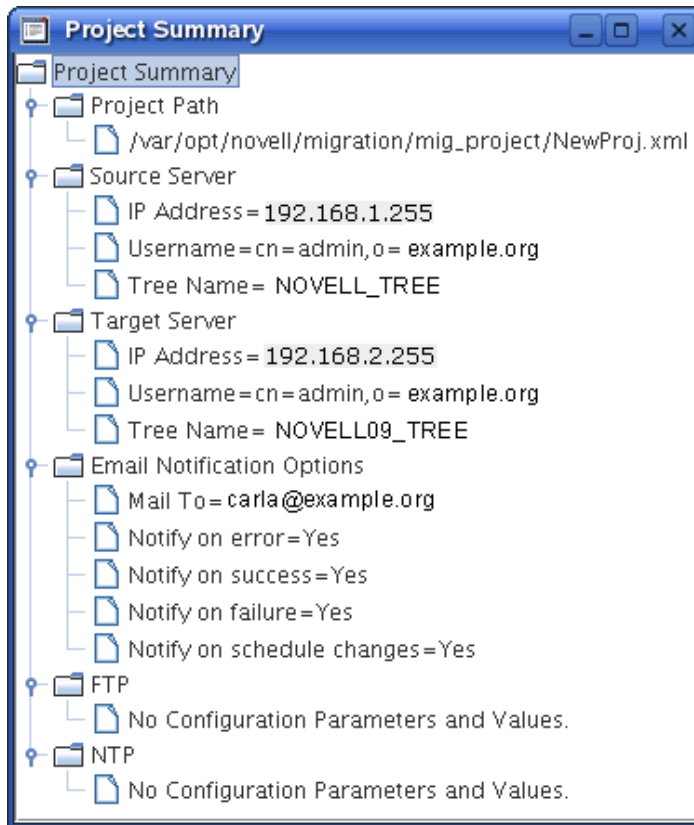 Project Summary
Project Summary
Project Path
/var/opt/novell/migration/mig_project/NewProj.xml
Source Server
IP Address=192.168.1.255
Username=cn=admin,o= example.org
Tree Name= NOVELL_TREE
Target Server
IP Address=192.168.2.255
Username=cn=admin,o= example.org
Tree Name= NOVELL09_TREE
Email Notification Options
Mail To=carla@example.org
Notify on error=Yes
Notify on success=Yes
Notify on failure=Yes
Notify on schedule changes=Yes
FTP
No Configuration Parameters and Values.
NTP
No Configuration Parameters and Values.